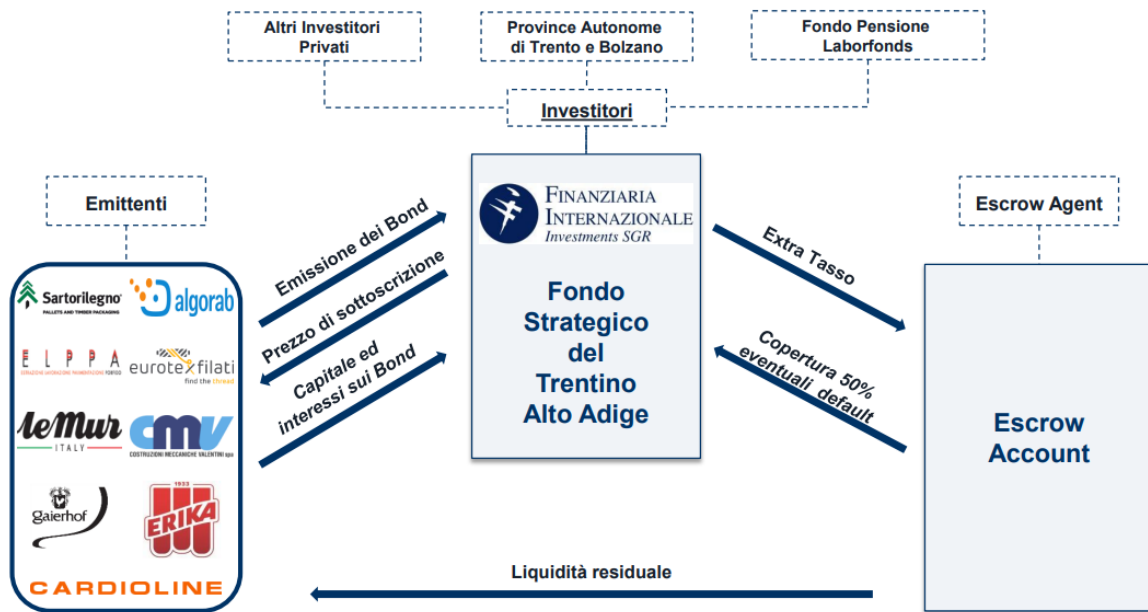 Altri Investitori
Privati
Province Autonome
di Trento e Bolzano
Fondo Pensione
Laborfonds
Investitori
Emittenti
FINANZIARIA
INTERNAZIONALE
Investments SGR
Escrow Agent
Emissione dei Bond
Prezzo di sottoscrizione
Capitale ed
interessi sui Bond
Extra Tasso
Copertura 50%
eventuali default
Sartorilegno
PALLETS AND TIMBER PACKAGING
algorab
ELPPA
eurotexfilati
find the thread
leMur
ITALY
cmv
COSTRUZIONI MECCANICHE VALENTINI spa
gaierhof
1933
ERIKA
CARDIOLINE
Fondo
Strategico
del
Trentino
Alto Adige
Escrow
Account
Liquidità residuale